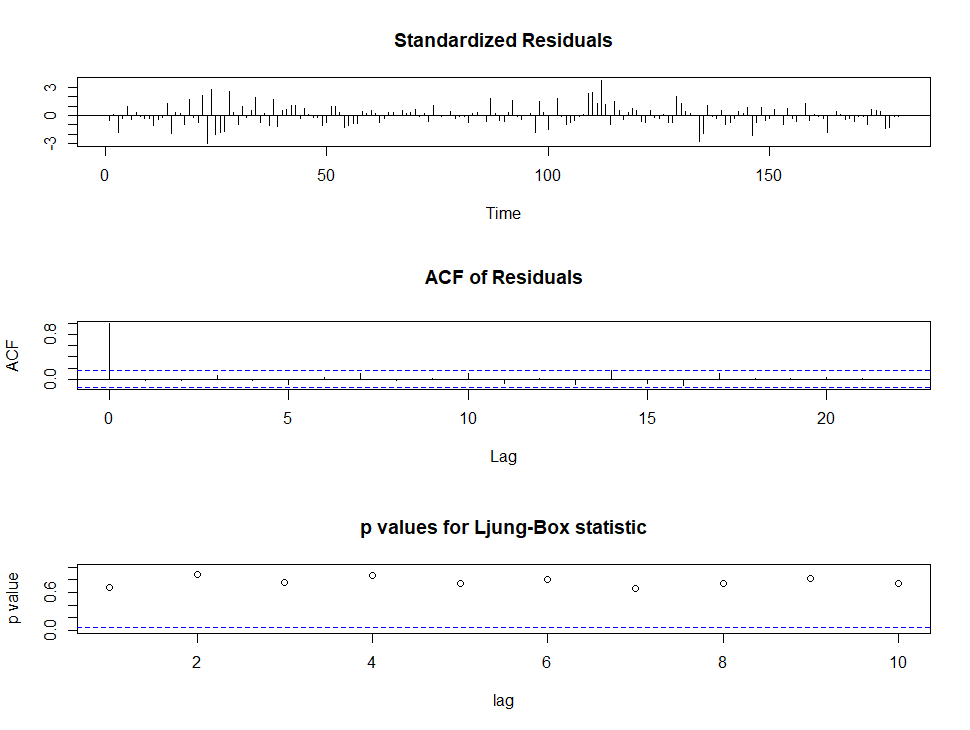 Standardized Residuals
3
0
-3
0 50 100 150
Time
ACF of Residuals
ACF
0.8
0.0
0 5 10 15 20
Lag
p values for Ljung-Box statistic
p value
0.6
0.0
2 4 6 8 10
lag